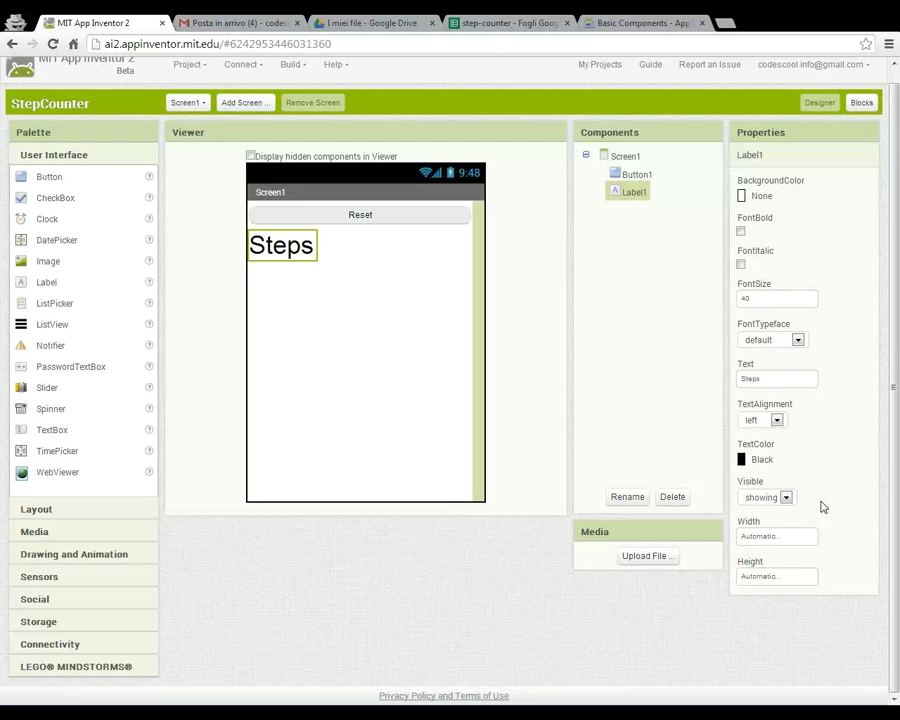 MIT App Inventor 2
Posta in arrivo (4) - codes
I miei file - Google Drive
step-counter - Fogli Goo
Basic Components - App
ai2.appinventor.mit.edu/#6242953446031360
MIT App Inventor 2
Beta
Project
Connect
Build
Help
My Projects
Guide
Report an Issue
codescool.info@gmail.com
StepCounter
Screen1
Add Screen ...
Remove Screen
Designer
Blocks
Palette
User Interface
Button
CheckBox
Clock
DatePicker
Image
Label
ListPicker
ListView
Notifier
PasswordTextBox
Slider
Spinner
TextBox
TimePicker
WebViewer
Layout
Media
Drawing and Animation
Sensors
Social
Storage
Connectivity
LEGO® MINDSTORMS®
Viewer
Display hidden components in Viewer
9:48
Screen1
Reset
Steps
Components
Screen1
Button1
Label1
Rename
Delete
Media
Upload File ...
Properties
Label1
BackgroundColor
None
FontBold
FontItalic
FontSize
40
FontTypeface
default
Text
Steps
TextAlignment
left
TextColor
Black
Visible
showing
Width
Automatic...
Height
Automatic...
Privacy Policy and Terms of Use